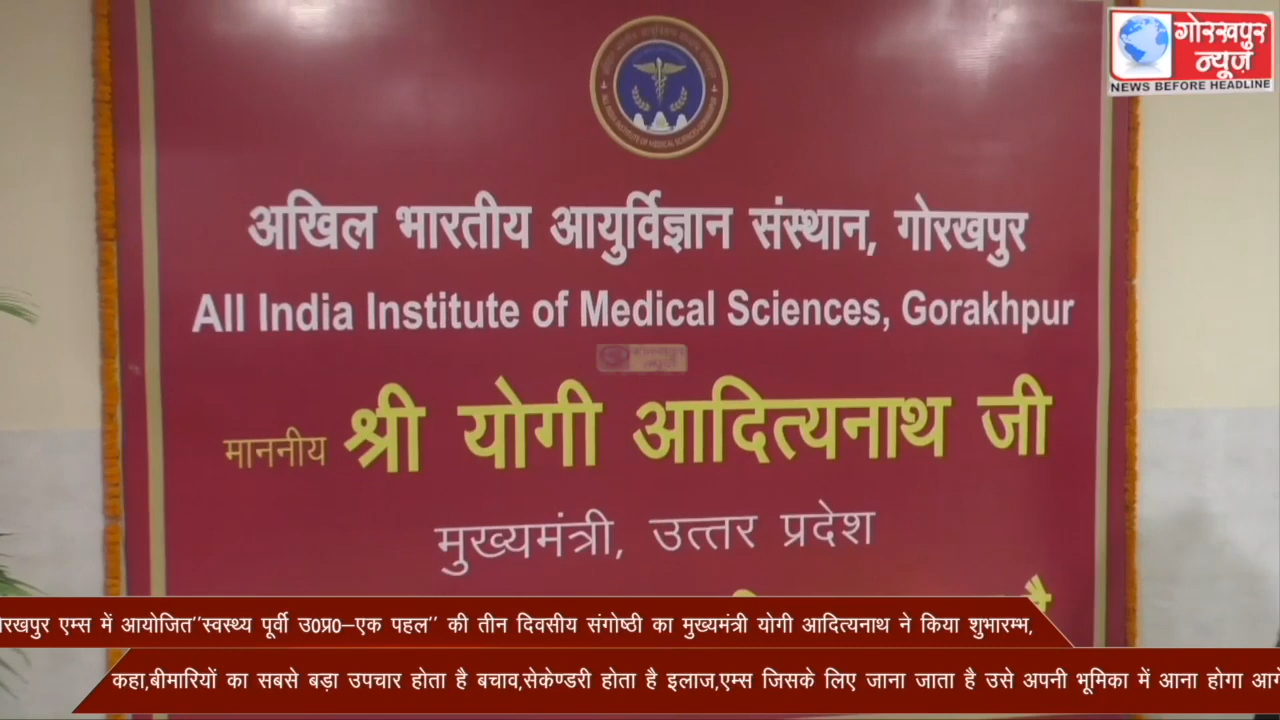 गोरखपुर
न्यूज़
NEWS BEFORE HEADLINE
अखिल भारतीय आयुर्विज्ञान संस्थान, गोरखपुर
All India Institute of Medical Sciences, Gorakhpur
माननीय श्री योगी आदित्यनाथ जी
मुख्यमंत्री, उत्तर प्रदेश
रखपुर एम्स में आयोजित"स्वस्थ्य पूर्वी उ0प्र0–एक पहल" की तीन दिवसीय संगोष्ठी का मुख्यमंत्री योगी आदित्यनाथ ने किया शुभारम्भ,
कहा,बीमारियों का सबसे बड़ा उपचार होता है बचाव,सेकेण्डरी होता है इलाज,एम्स जिसके लिए जाना जाता है उसे अपनी भूमिका में आना होगा आगे